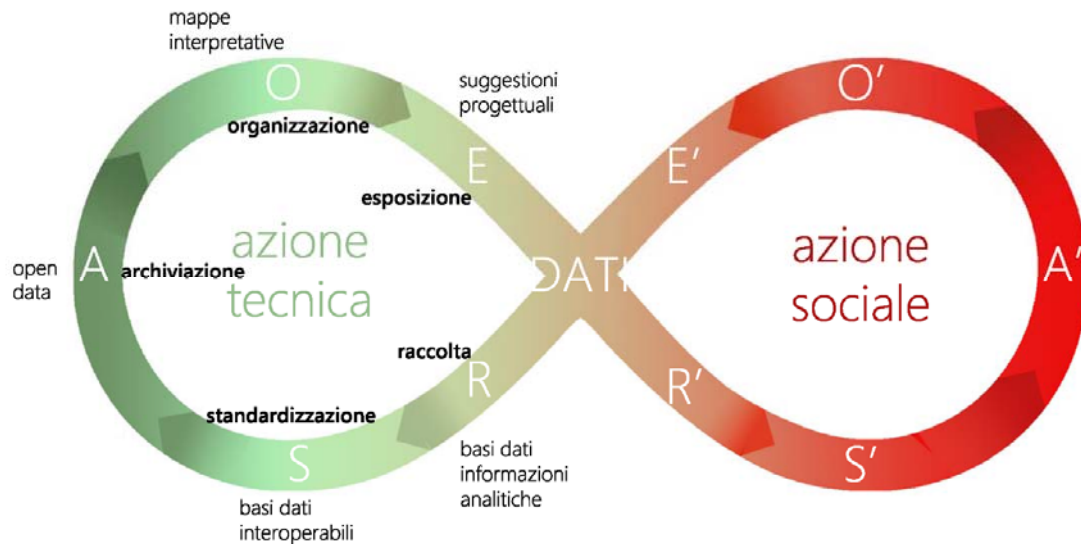 mappe
interpretative
O
organizzazione
suggestioni
progettuali
E
esposizione
azione
tecnica
open
data
A
archiviazione
raccolta
R
standardizzazione
S
basi dati
interoperabili
basi dati
informazioni
analitiche
DATI
O'
E'
azione
sociale
A'
R'
S'